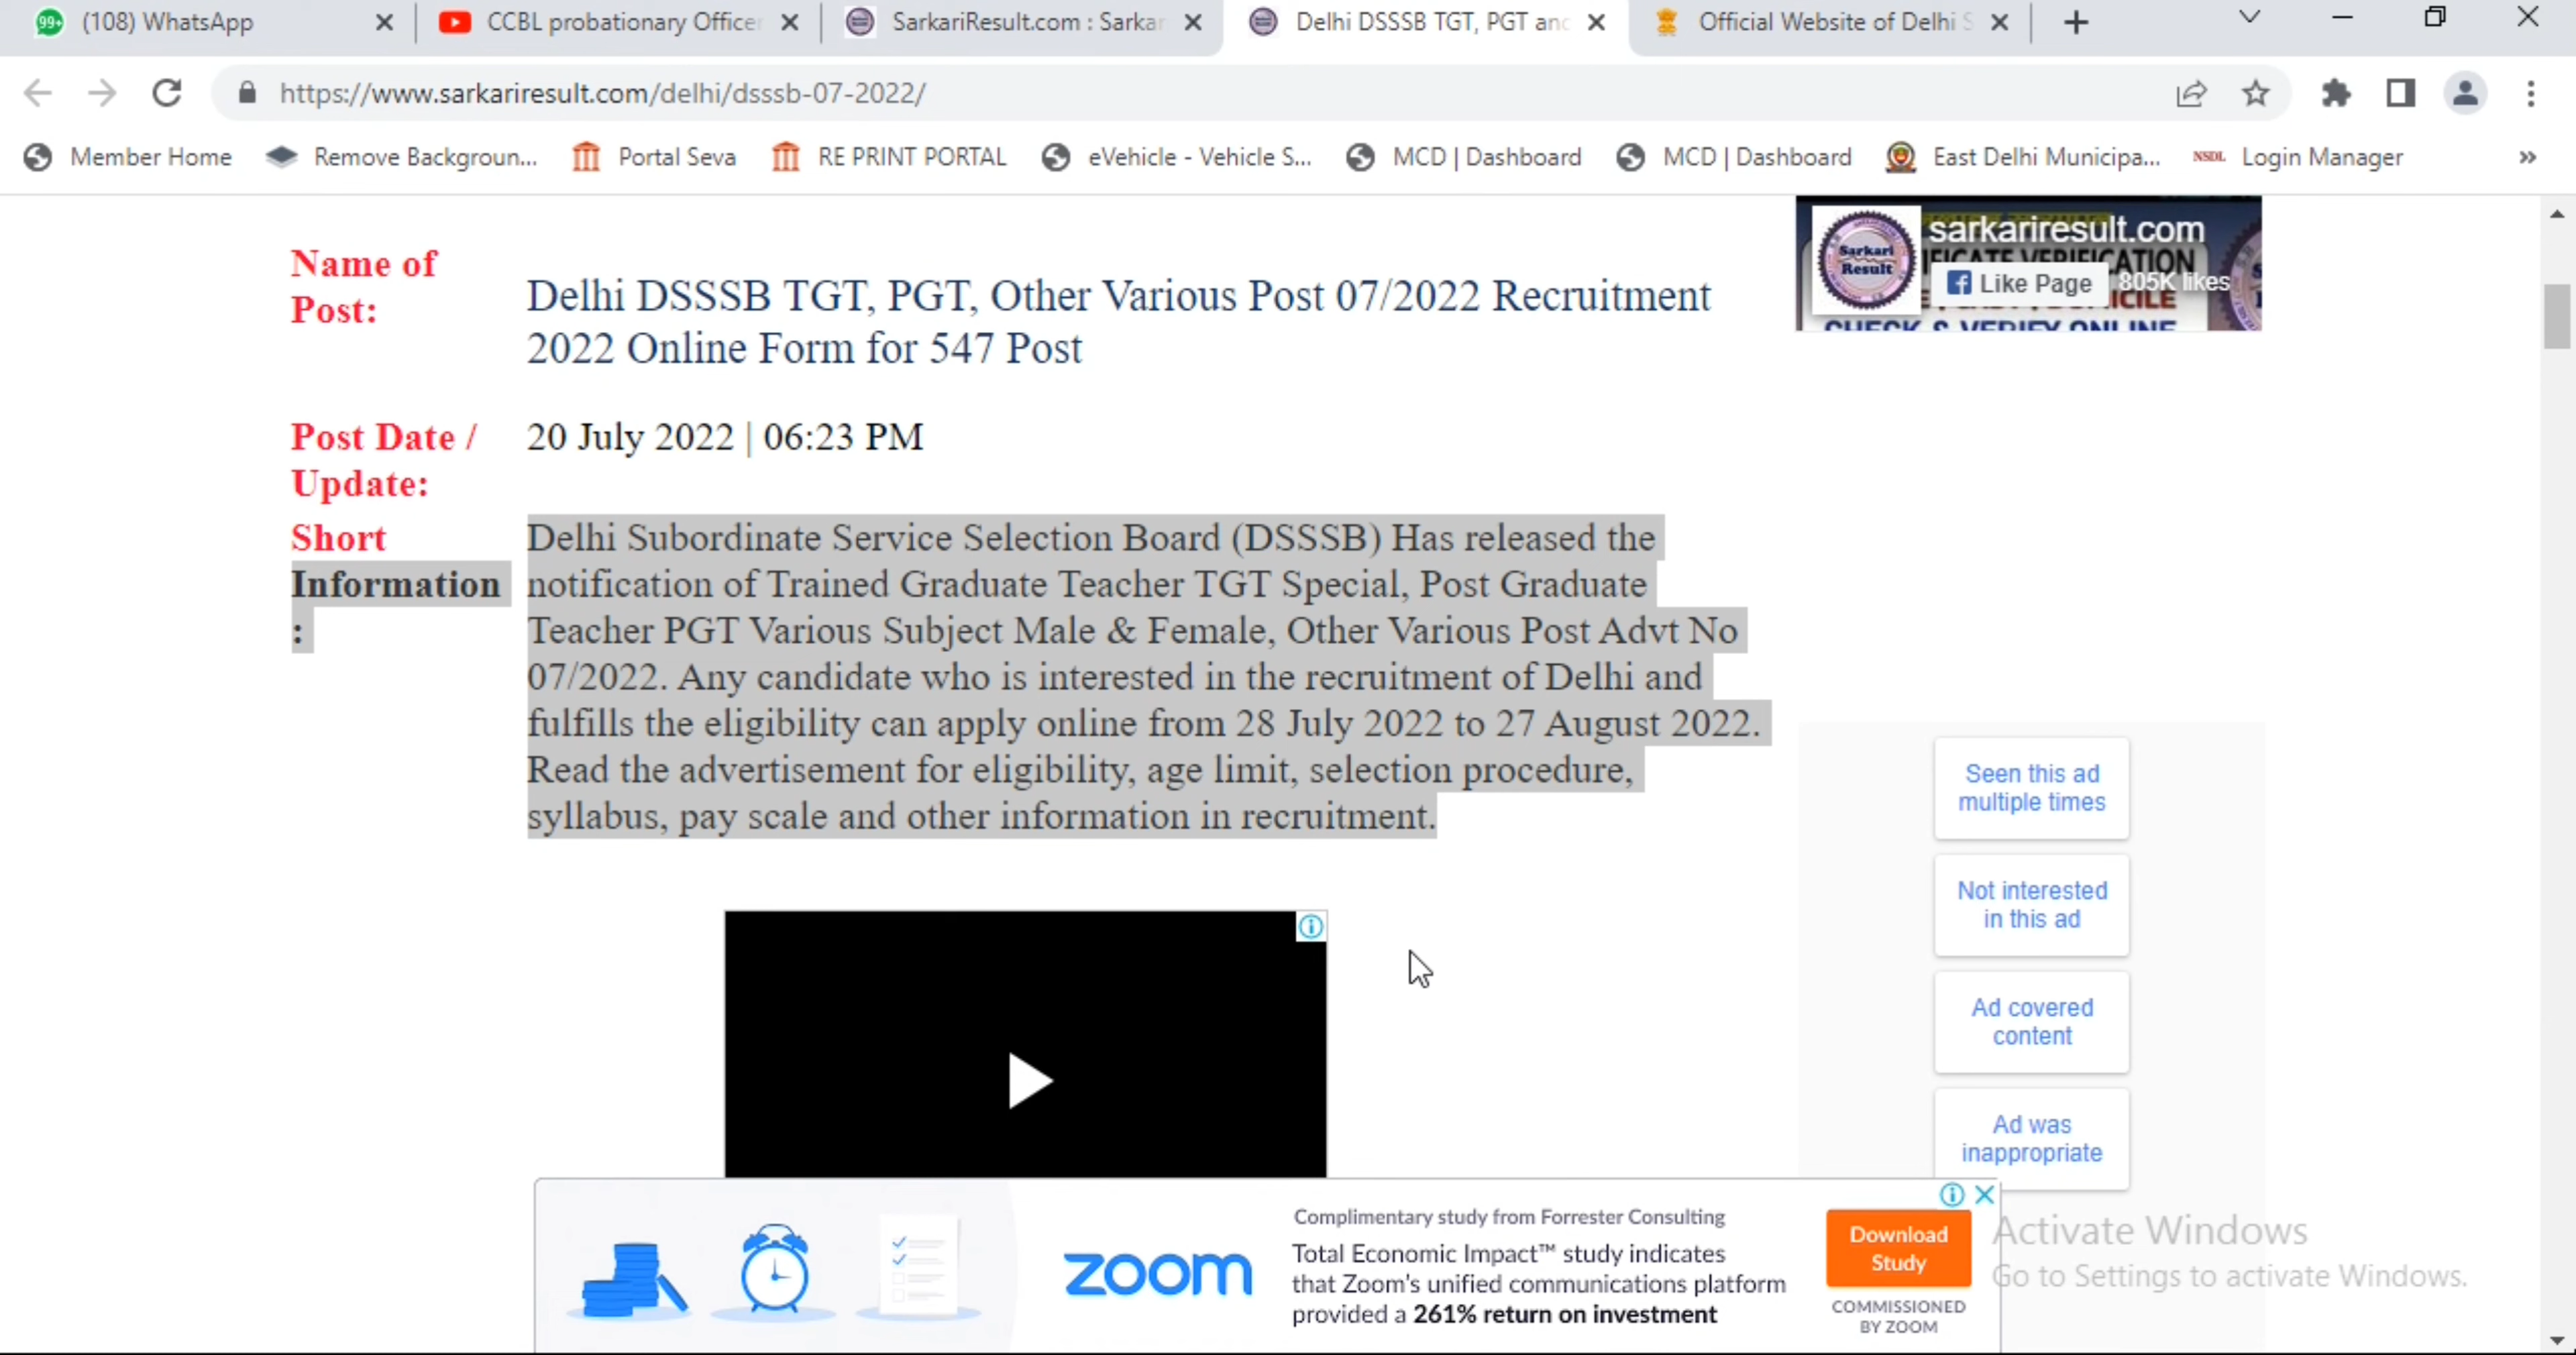 99+ (108) WhatsApp
CCBL probationary Officer
SarkariResult.com : Sarkar
Delhi DSSSB TGT, PGT and
Official Website of Delhi S
https://www.sarkariresult.com/delhi/dsssb-07-2022/
Member Home
Remove Backgroun...
Portal Seva
RE PRINT PORTAL
eVehicle - Vehicle S...
MCD | Dashboard
MCD | Dashboard
East Delhi Municipa...
NSDL Login Manager
»
Name of
Post:
Delhi DSSSB TGT, PGT, Other Various Post 07/2022 Recruitment
2022 Online Form for 547 Post
Post Date /
Update:
20 July 2022 | 06:23 PM
Short
Information
:
Delhi Subordinate Service Selection Board (DSSSB) Has released the
notification of Trained Graduate Teacher TGT Special, Post Graduate
Teacher PGT Various Subject Male & Female, Other Various Post Advt No
07/2022. Any candidate who is interested in the recruitment of Delhi and
fulfills the eligibility can apply online from 28 July 2022 to 27 August 2022.
Read the advertisement for eligibility, age limit, selection procedure,
syllabus, pay scale and other information in recruitment.
Sarkari
Result
sarkariresult.com
IFICATE VERIFICATION
Like Page 805K likes
CHECK & VERIFY ONLINE
Seen this ad
multiple times
Not interested
in this ad
Ad covered
content
Ad was
inappropriate
zoom
Complimentary study from Forrester Consulting
Total Economic Impact™ study indicates
that Zoom's unified communications platform
provided a 261% return on investment
Download
Study
COMMISSIONED
BY ZOOM
Activate Windows
Go to Settings to activate Windows.